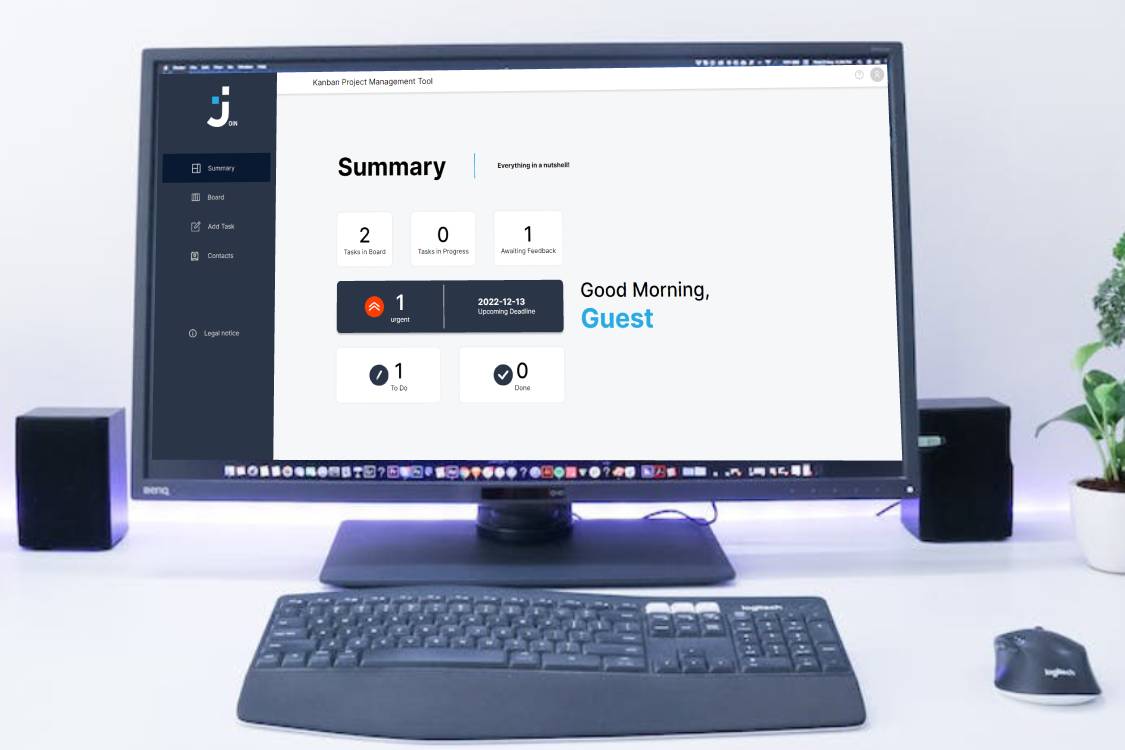 Kanban Project Management Tool
?
j
OIN
Summary
Board
Add Task
Contacts
Legal notice
Summary
Everything in a nutshell!
2
Tasks in Board
0
Tasks in Progress
1
Awaiting Feedback
1
urgent
2022-12-13
Upcoming Deadline
Good Morning,
Guest
1
To Do
0
Done
BenQ
logitech
logitech